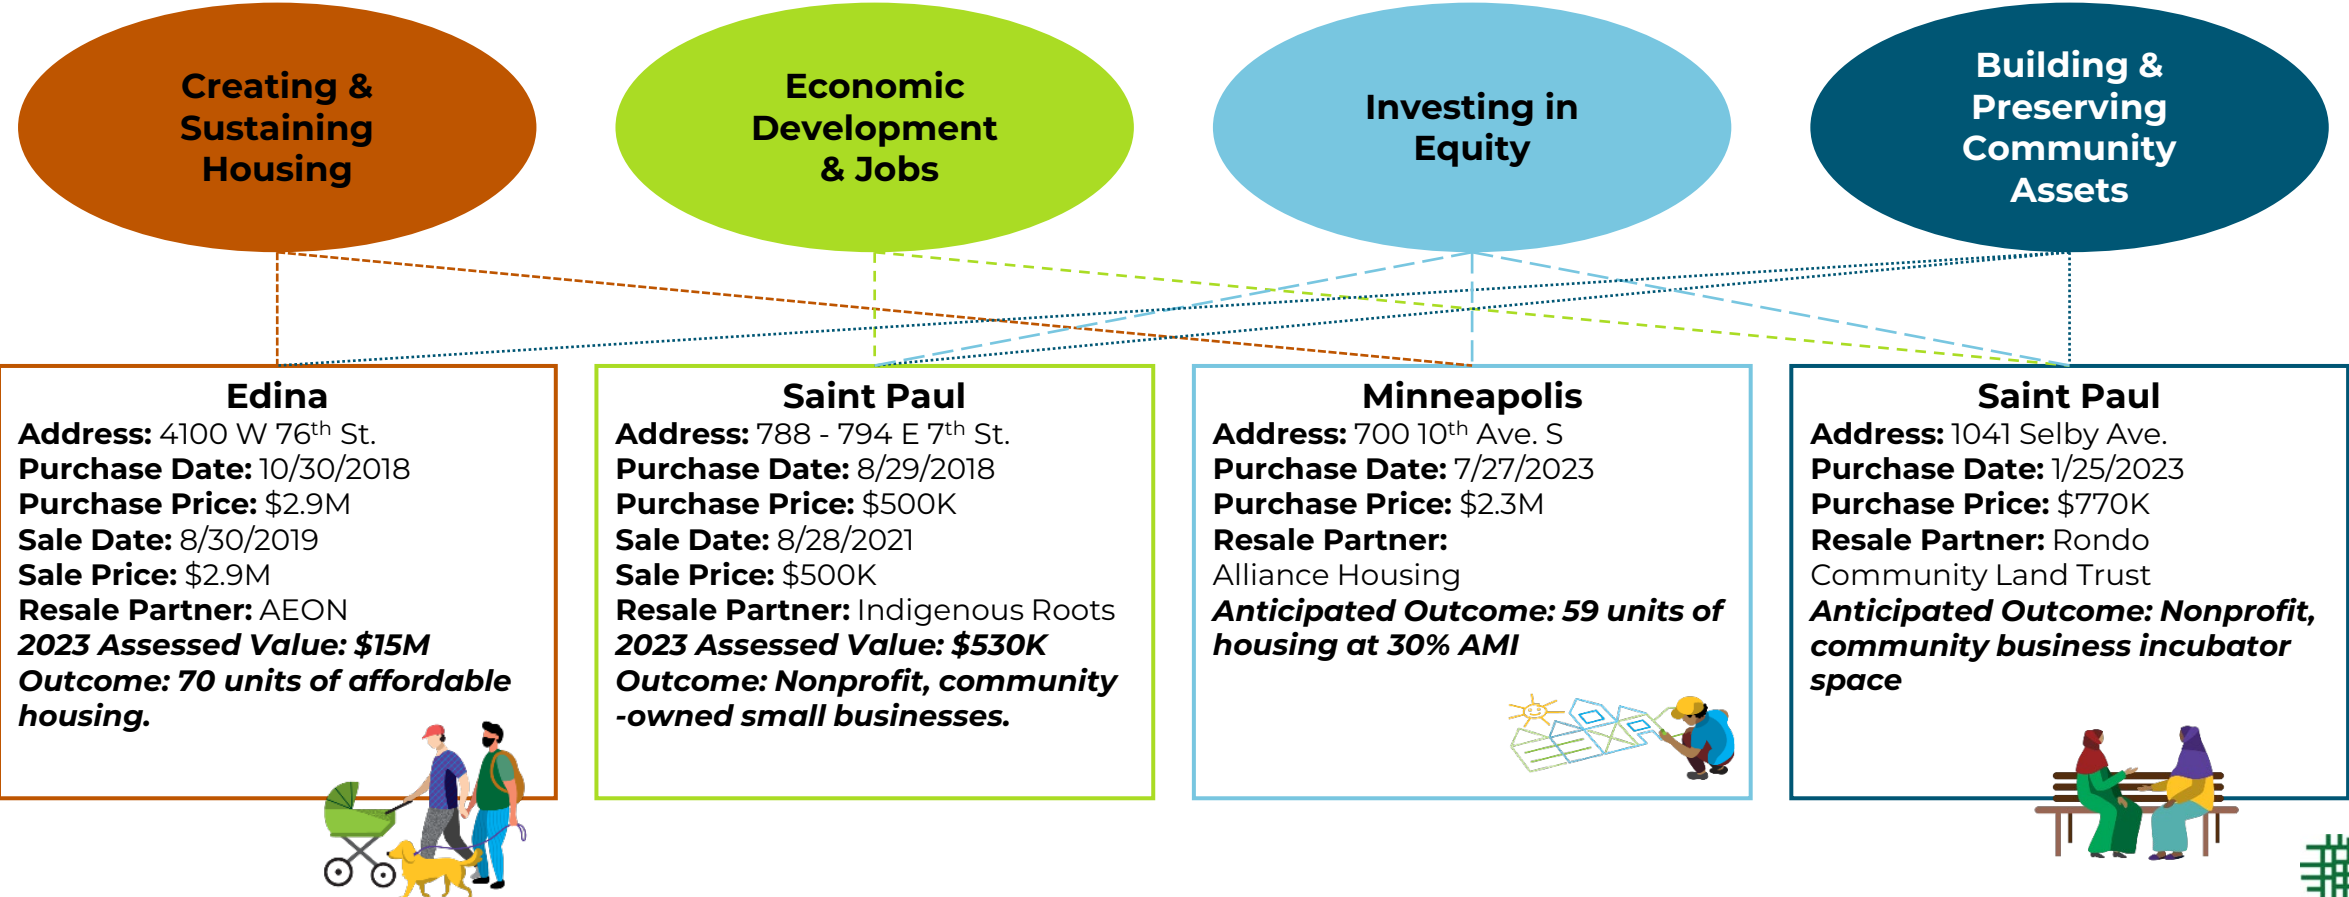 Creating &
Sustaining
Housing
Economic
Development
& Jobs
Investing in
Equity
Building &
Preserving
Community
Assets
Edina
Address: 4100 W 76th St.
Purchase Date: 10/30/2018
Purchase Price: $2.9M
Sale Date: 8/30/2019
Sale Price: $2.9M
Resale Partner: AEON
2023 Assessed Value: $15M
Outcome: 70 units of affordable
housing.
Saint Paul
Address: 788 - 794 E 7th St.
Purchase Date: 8/29/2018
Purchase Price: $500K
Sale Date: 8/28/2021
Sale Price: $500K
Resale Partner: Indigenous Roots
2023 Assessed Value: $530K
Outcome: Nonprofit, community
-owned small businesses.
Minneapolis
Address: 700 10th Ave. S
Purchase Date: 7/27/2023
Purchase Price: $2.3M
Resale Partner:
Alliance Housing
Anticipated Outcome: 59 units of
housing at 30% AMI
Saint Paul
Address: 1041 Selby Ave.
Purchase Date: 1/25/2023
Purchase Price: $770K
Resale Partner: Rondo
Community Land Trust
Anticipated Outcome: Nonprofit,
community business incubator
space